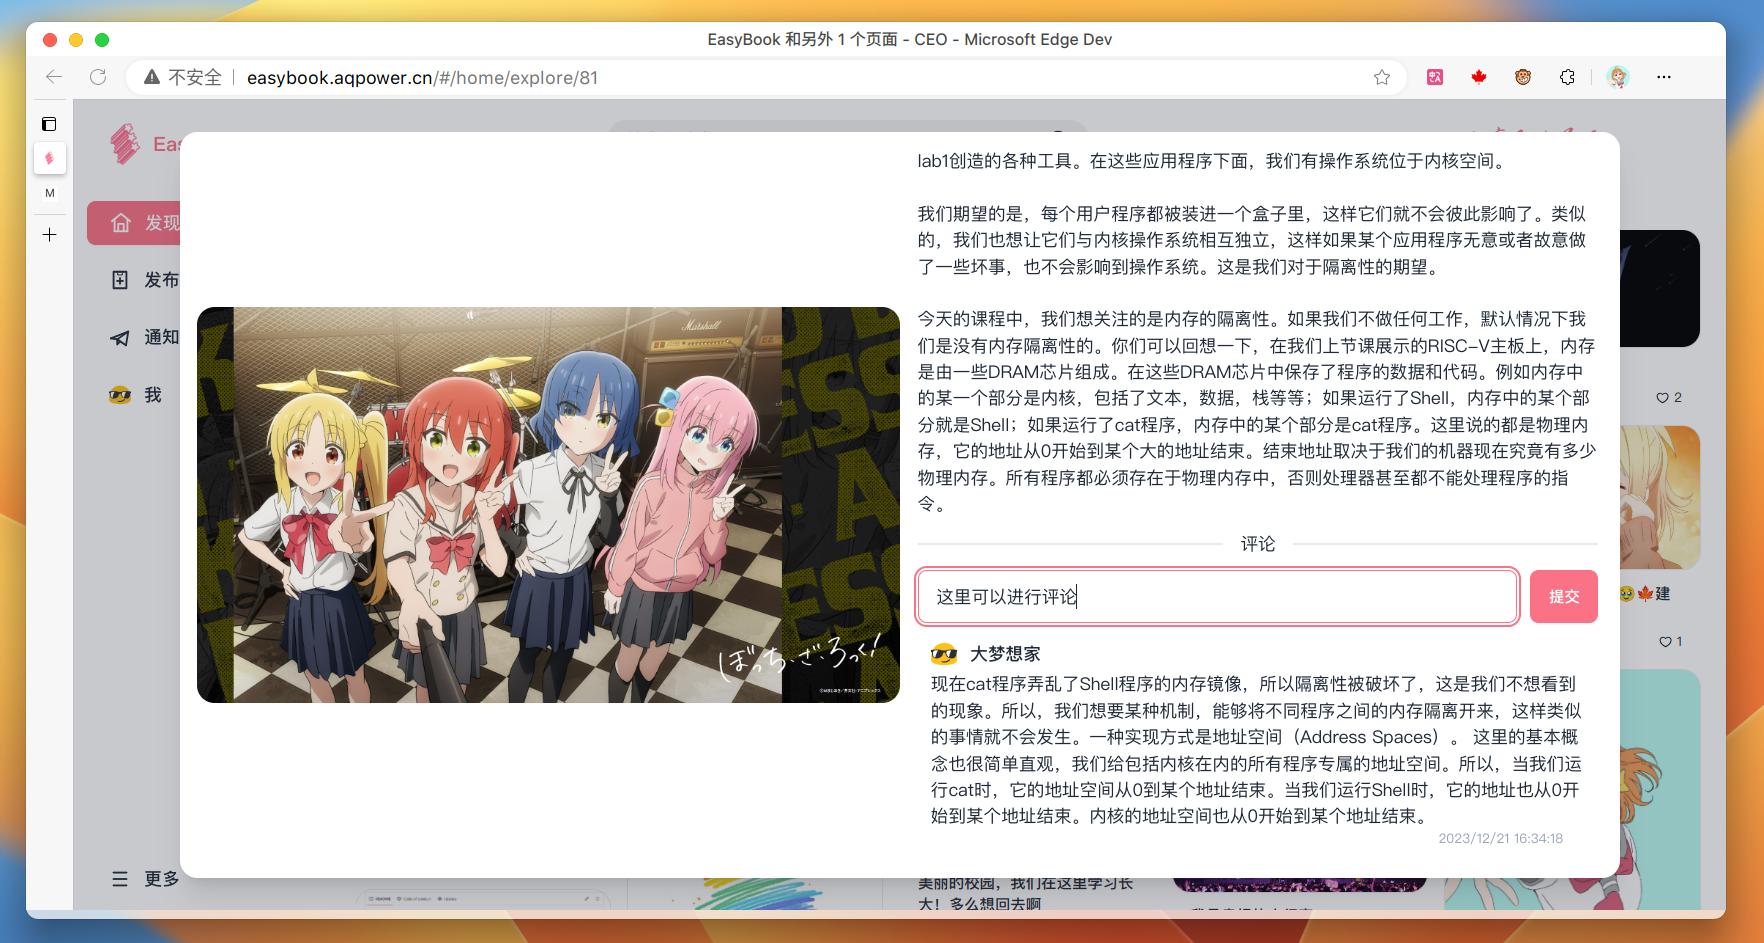 EasyBook 和另外 1 个页面 - CEO - Microsoft Edge Dev
不安全
easybook.aqpower.cn/#/home/explore/81
M
发现
发布
通知
我
更多
lab1创造的各种工具。在这些应用程序下面，我们有操作系统位于内核空间。
我们期望的是，每个用户程序都被装进一个盒子里，这样它们就不会彼此影响了。类似
的，我们也想让它们与内核操作系统相互独立，这样如果某个应用程序无意或者故意做
了一些坏事，也不会影响到操作系统。这是我们对于隔离性的期望。
今天的课程中，我们想关注的是内存的隔离性。如果我们不做任何工作，默认情况下我
们是没有内存隔离性的。你们可以回想一下，在我们上节课展示的RISC-V主板上，内存
是由一些DRAM芯片组成。在这些DRAM芯片中保存了程序的数据和代码。例如内存中
的某一个部分是内核，包括了文本，数据，栈等等；如果运行了Shell，内存中的某个部
分就是Shell；如果运行了cat程序，内存中的某个部分是cat程序。这里说的都是物理内
存，它的地址从0开始到某个大的地址结束。结束地址取决于我们的机器现在究竟有多少
物理内存。所有程序都必须存在于物理内存中，否则处理器甚至都不能处理程序的指
令。
评论
这里可以进行评论
提交
大梦想家
现在cat程序弄乱了Shell程序的内存镜像，所以隔离性被破坏了，这是我们不想看到
的现象。所以，我们想要某种机制，能够将不同程序之间的内存隔离开来，这样类似
的事情就不会发生。一种实现方式是地址空间（Address Spaces）。 这里的基本概
念也很简单直观，我们给包括内核在内的所有程序专属的地址空间。所以，当我们运
行cat时，它的地址空间从0到某个地址结束。当我们运行Shell时，它的地址也从0开
始到某个地址结束。内核的地址空间也从0开始到某个地址结束。
2023/12/21 16:34:18
Marshall
ぼっち・ざ・ろっく！
2
建
1
美丽的校园，我们在这里学习长
大！多么想回去啊